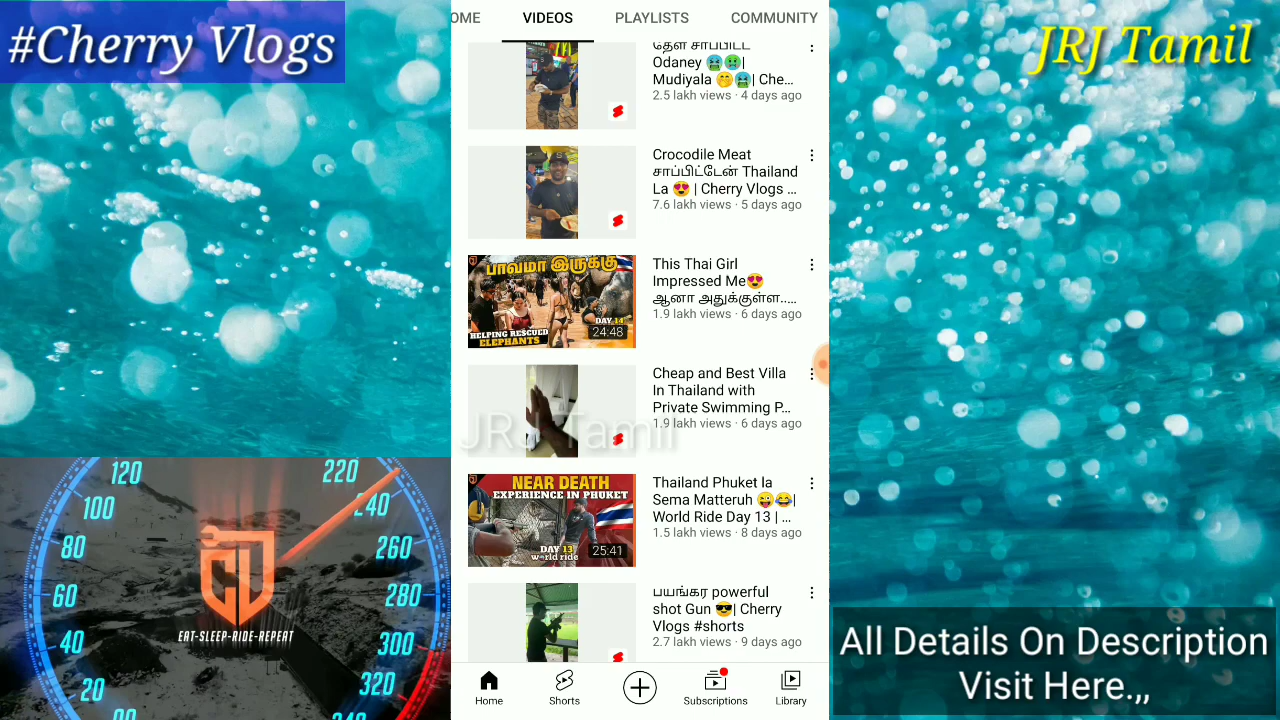 #Cherry Vlogs
JRJ Tamil
OME
VIDEOS
PLAYLISTS
COMMUNITY
தேள் சாப்பிட்ட
Odaney 🤮🤢|
Mudiyala 🤭🤮| Che...
2.5 lakh views · 4 days ago
Crocodile Meat
சாப்பிட்டேன் Thailand
La 😍 | Cherry Vlogs ...
7.6 lakh views · 5 days ago
பாவமா இருக்கு
DAY 14
HELPING RESCUED
ELEPHANTS
24:48
This Thai Girl
Impressed Me😍
ஆனா அதுக்குள்ள.....
1.9 lakh views · 6 days ago
Cheap and Best Villa
In Thailand with
Private Swimming P...
1.9 lakh views · 6 days ago
JRJ Tamil
NEAR DEATH
EXPERIENCE IN PHUKET
DAY 13
world ride
25:41
Thailand Phuket la
Sema Matteruh 😜😂|
World Ride Day 13 | ...
1.5 lakh views · 8 days ago
பயங்கர powerful
shot Gun 😎| Cherry
Vlogs #shorts
2.7 lakh views · 9 days ago
Home
Shorts
Subscriptions
Library
120
100
80
60
40
20
220
240
260
280
300
320
EAT-SLEEP-RIDE-REPEAT
All Details On Description
Visit Here.,,